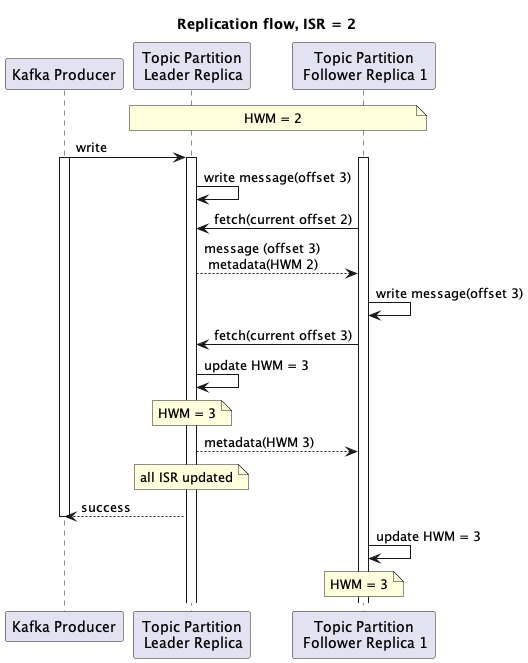 Replication flow, ISR = 2
Kafka Producer
Topic Partition
Leader Replica
Topic Partition
Follower Replica 1
HWM = 2
write
write message(offset 3)
fetch(current offset 2)
message (offset 3)
metadata(HWM 2)
write message(offset 3)
fetch(current offset 3)
update HWM = 3
HWM = 3
metadata(HWM 3)
all ISR updated
success
update HWM = 3
HWM = 3
Kafka Producer
Topic Partition
Leader Replica
Topic Partition
Follower Replica 1